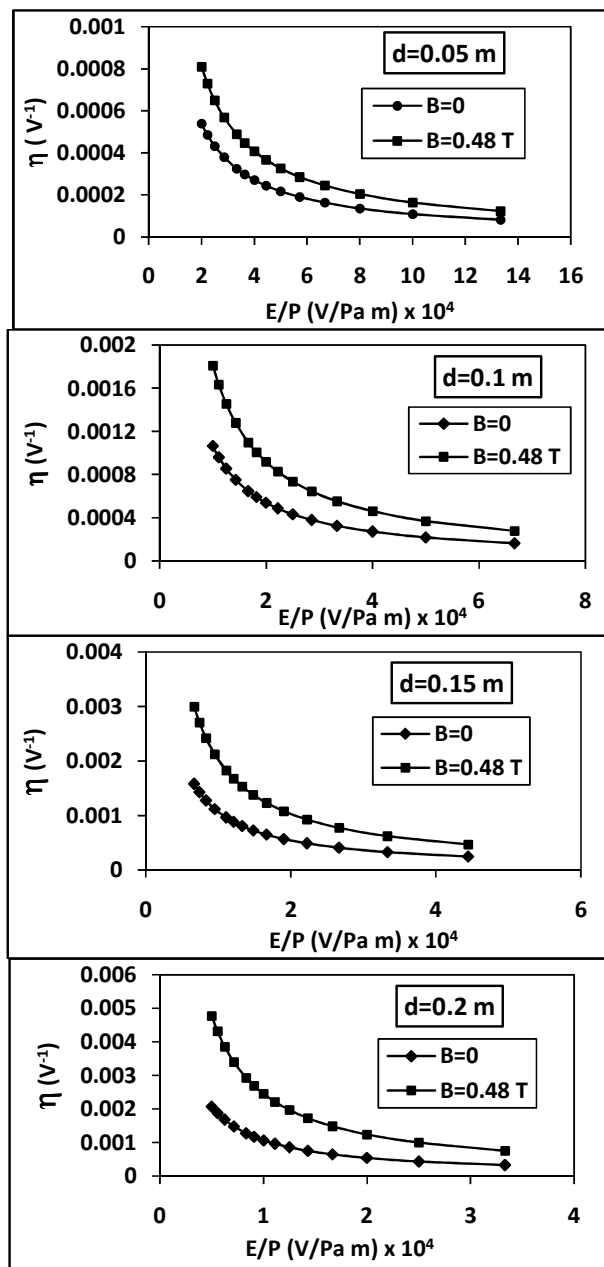 0.001
0.0008
0.0006
0.0004
0.0002
0
η ( V⁻¹)
d=0.05 m
B=0
B=0.48 T
0 2 4 6 8 10 12 14 16
E/P (V/Pa m) x 10⁴
0.002
0.0016
0.0012
0.0008
0.0004
0
η (V⁻¹)
d=0.1 m
B=0
B=0.48 T
0 2 4 6 8
E/P (V/Pa m) x 10⁴
0.004
0.003
0.002
0.001
0
η (V⁻¹)
d=0.15 m
B=0
B=0.48 T
0 2 4 6
E/P (V/Pa m) x 10⁴
0.006
0.005
0.004
0.003
0.002
0.001
0
η (V⁻¹)
d=0.2 m
B=0
B=0.48 T
0 1 2 3 4
E/P (V/Pa m) x 10⁴